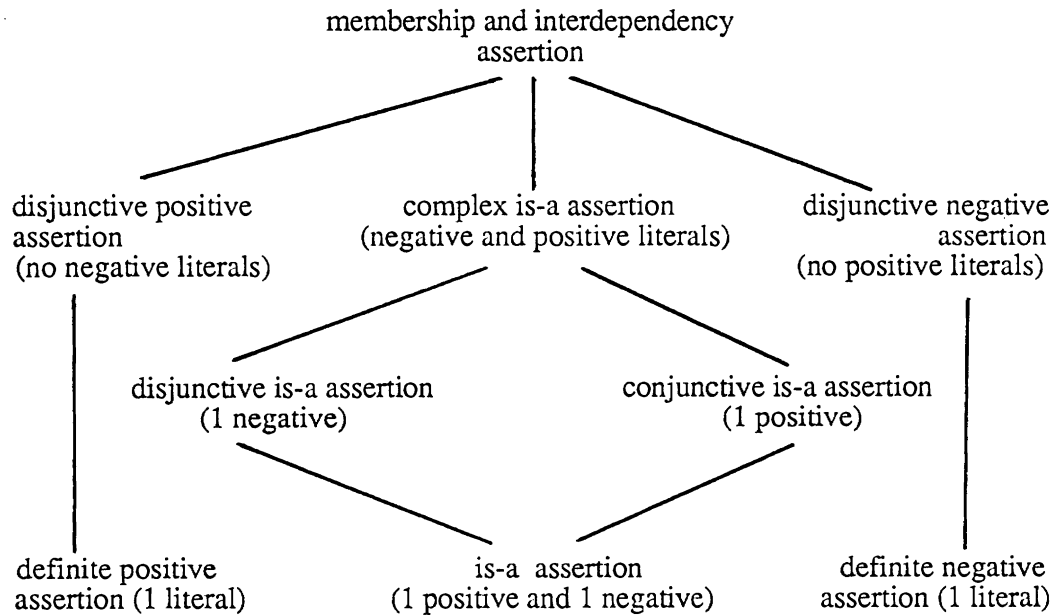 membership and interdependency
assertion
disjunctive positive
assertion
(no negative literals)
complex is-a assertion
(negative and positive literals)
disjunctive negative
assertion
(no positive literals)
disjunctive is-a assertion
(1 negative)
conjunctive is-a assertion
(1 positive)
definite positive
assertion (1 literal)
is-a assertion
(1 positive and 1 negative)
definite negative
assertion (1 literal)